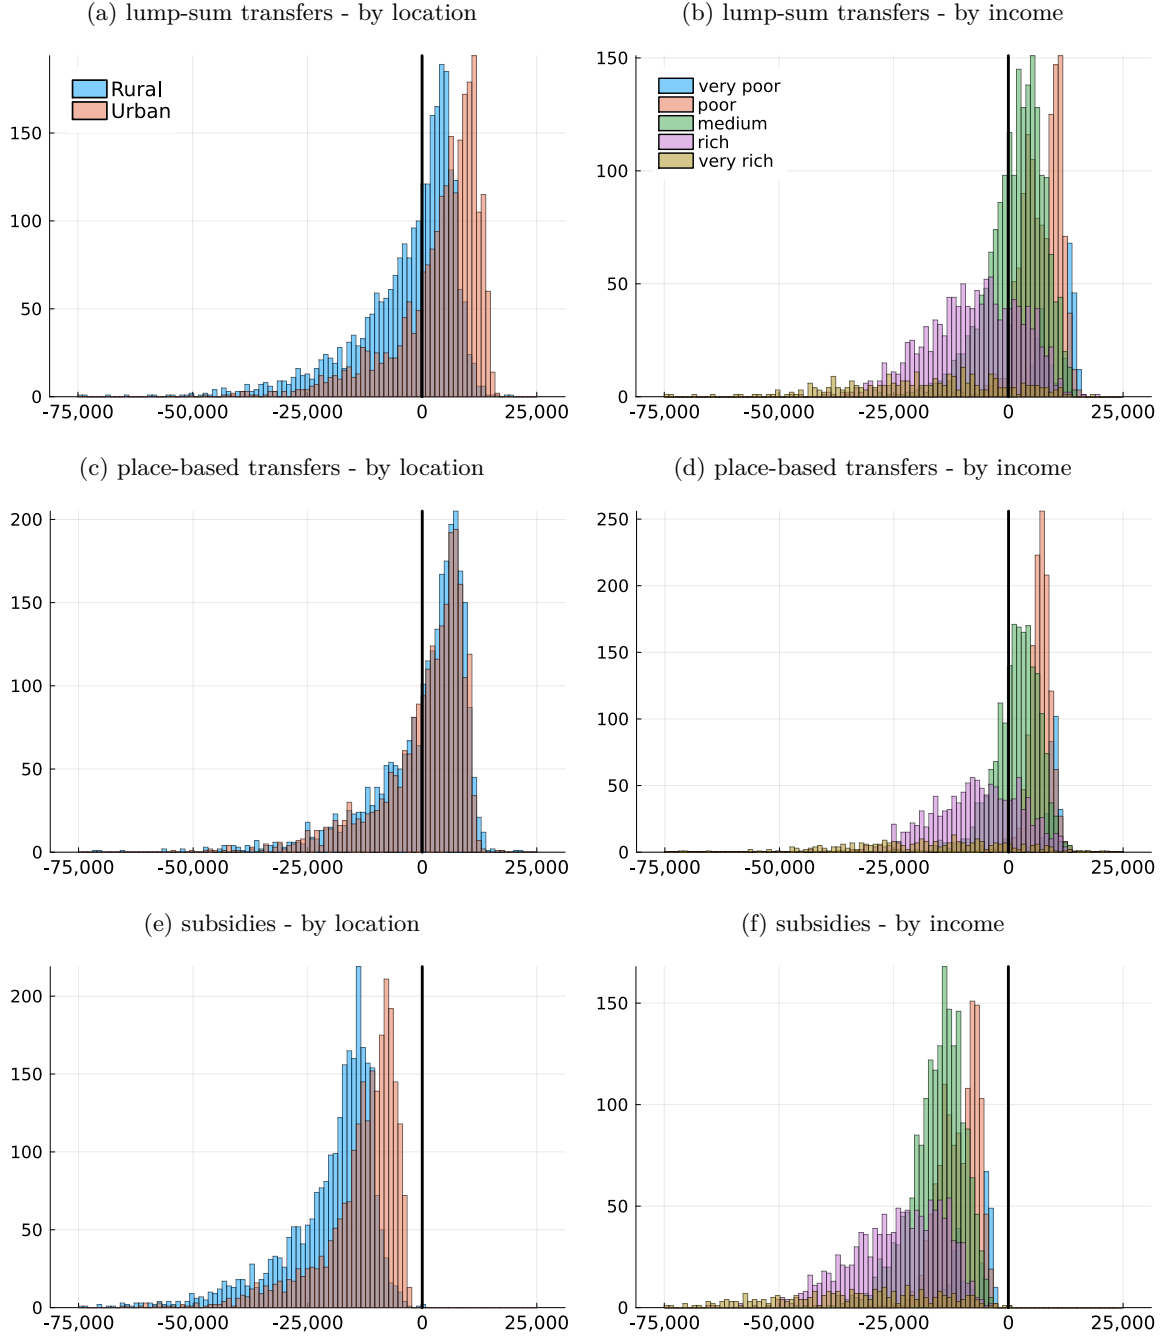 (a) lump-sum transfers - by location
(b) lump-sum transfers - by income
150
100
50
0
Rural
Urban
-75,000 -50,000 -25,000 0 25,000
150
100
50
0
very poor
poor
medium
rich
very rich
-75,000 -50,000 -25,000 0 25,000
(c) place-based transfers - by location
(d) place-based transfers - by income
200
150
100
50
0
-75,000 -50,000 -25,000 0 25,000
250
200
150
100
50
0
-75,000 -50,000 -25,000 0 25,000
(e) subsidies - by location
(f) subsidies - by income
200
150
100
50
0
-75,000 -50,000 -25,000 0 25,000
150
100
50
0
-75,000 -50,000 -25,000 0 25,000